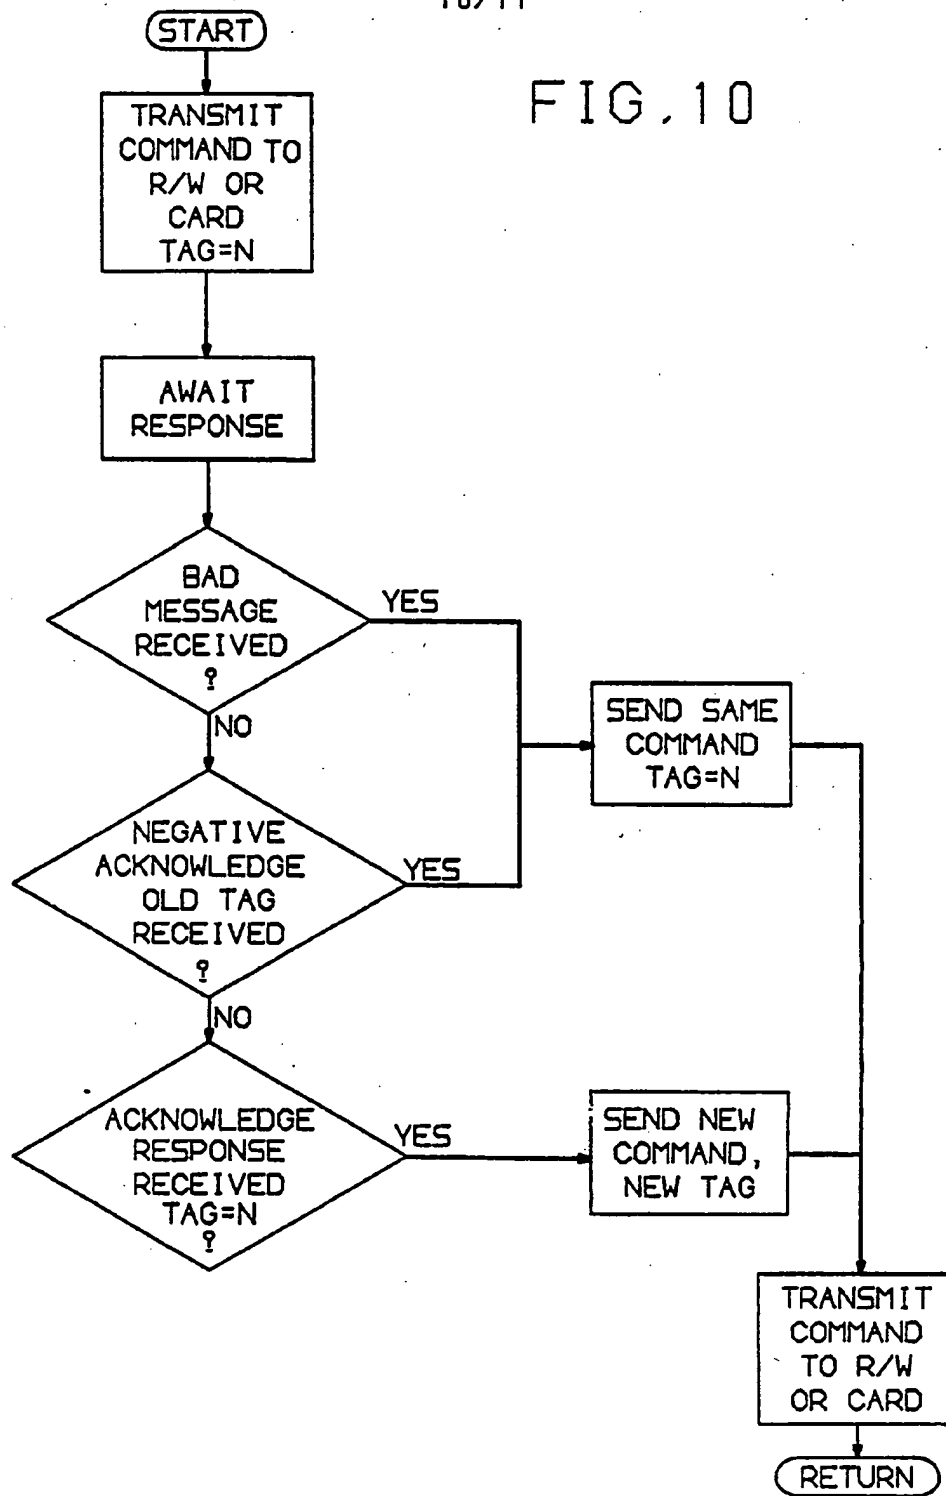 START
FIG.10
TRANSMIT
COMMAND TO
R/W OR
CARD
TAG=N
AWAIT
RESPONSE
BAD
MESSAGE
RECEIVED
?
YES
NO
SEND SAME
COMMAND
TAG=N
NEGATIVE
ACKNOWLEDGE
OLD TAG
RECEIVED
?
YES
NO
ACKNOWLEDGE
RESPONSE
RECEIVED
TAG=N
?
YES
SEND NEW
COMMAND,
NEW TAG
TRANSMIT
COMMAND
TO R/W
OR CARD
RETURN